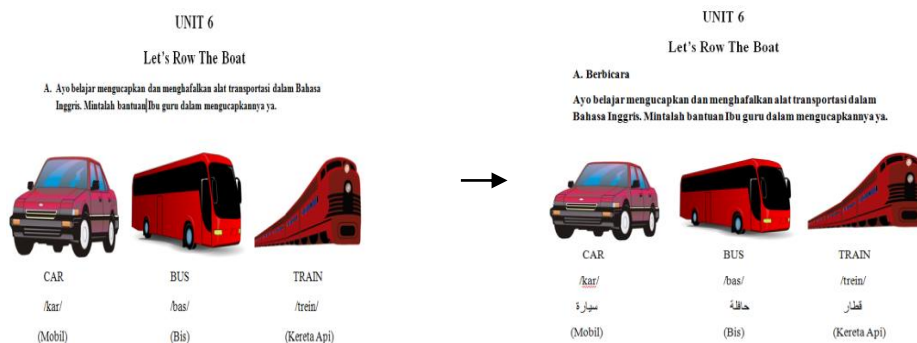 UNIT 6
Let's Row The Boat
A. Ayo belajar mengucapkan dan menghafalkan alat transportasi dalam Bahasa
Inggris. Mintalah bantuan Ibu guru dalam mengucapkannya ya.
CAR BUS TRAIN
/kar/ /bas/ /trein/
(Mobil) (Bis) (Kereta Api)
UNIT 6
Let's Row The Boat
A. Berbicara
Ayo belajar mengucapkan dan menghafalkan alat transportasi dalam
Bahasa Inggris. Mintalah bantuan Ibu guru dalam mengucapkannya ya.
CAR BUS TRAIN
/kar/ /bas/ /trein/
سيارة حافلة قطار
(Mobil) (Bis) (Kereta Api)